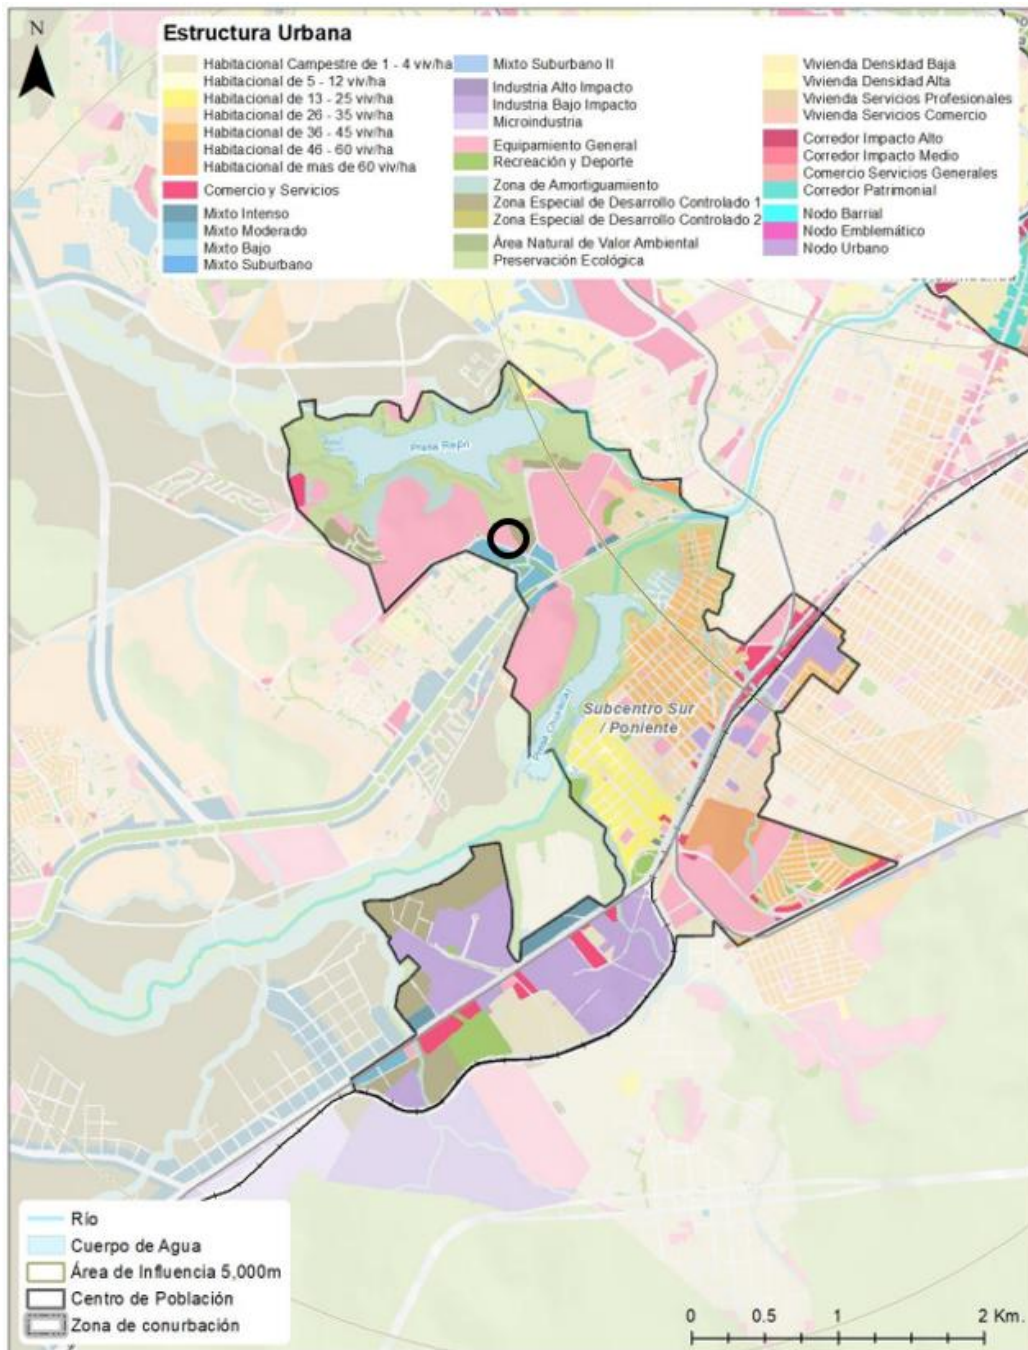 N
Estructura Urbana
Habitacional Campestre de 1 - 4 viv/ha
Habitacional de 5 - 12 viv/ha
Habitacional de 13 - 25 viv/ha
Habitacional de 26 - 35 viv/ha
Habitacional de 36 - 45 viv/ha
Habitacional de 46 - 60 viv/ha
Habitacional de mas de 60 viv/ha
Comercio y Servicios
Mixto Intenso
Mixto Moderado
Mixto Bajo
Mixto Suburbano
Mixto Suburbano II
Industria Alto Impacto
Industria Bajo Impacto
Microindustria
Equipamiento General
Recreación y Deporte
Zona de Amortiguamiento
Zona Especial de Desarrollo Controlado 1
Zona Especial de Desarrollo Controlado 2
Área Natural de Valor Ambiental
Preservación Ecológica
Vivienda Densidad Baja
Vivienda Densidad Alta
Vivienda Servicios Profesionales
Vivienda Servicios Comercio
Corredor Impacto Alto
Corredor Impacto Medio
Comercio Servicios Generales
Corredor Patrimonial
Nodo Barrial
Nodo Emblemático
Nodo Urbano
Presa Rejón
Presa Chuviscar
Subcentro Sur
/ Poniente
Río
Cuerpo de Agua
Área de Influencia 5,000m
Centro de Población
Zona de conurbación
0 0.5 1 2 Km.